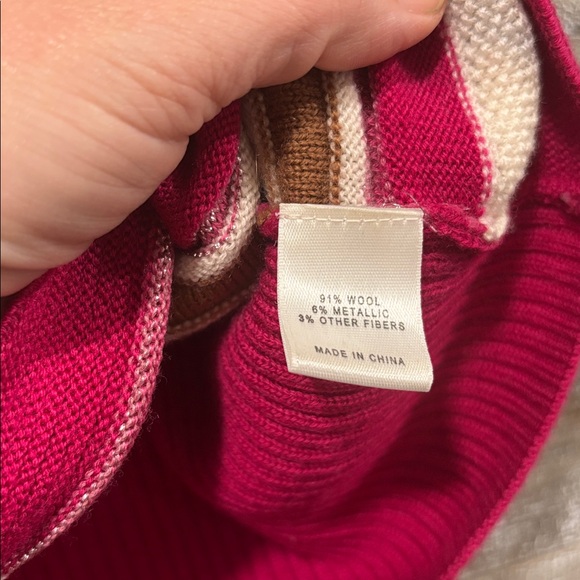 91% WOOL
6% METALLIC
3% OTHER FIBERS
MADE IN CHINA